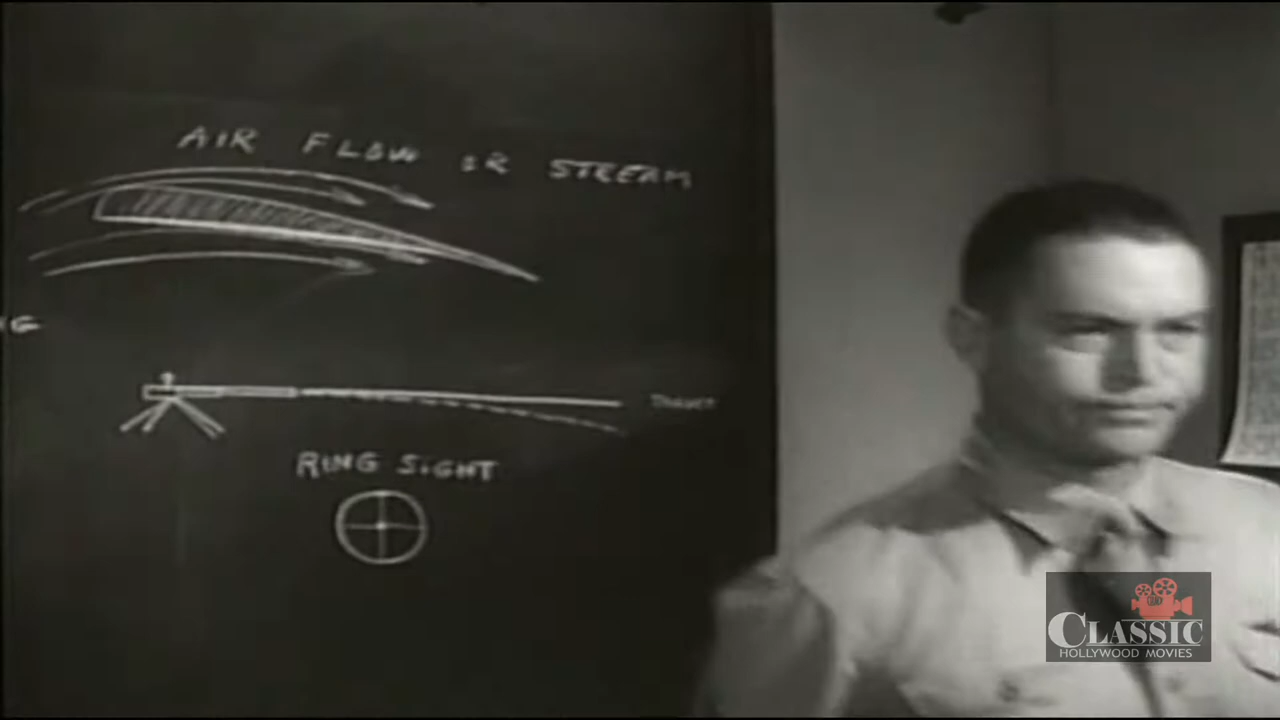 AIR FLOW OR STREAM
RING SIGHT
CLASSIC
HOLLYWOOD MOVIES